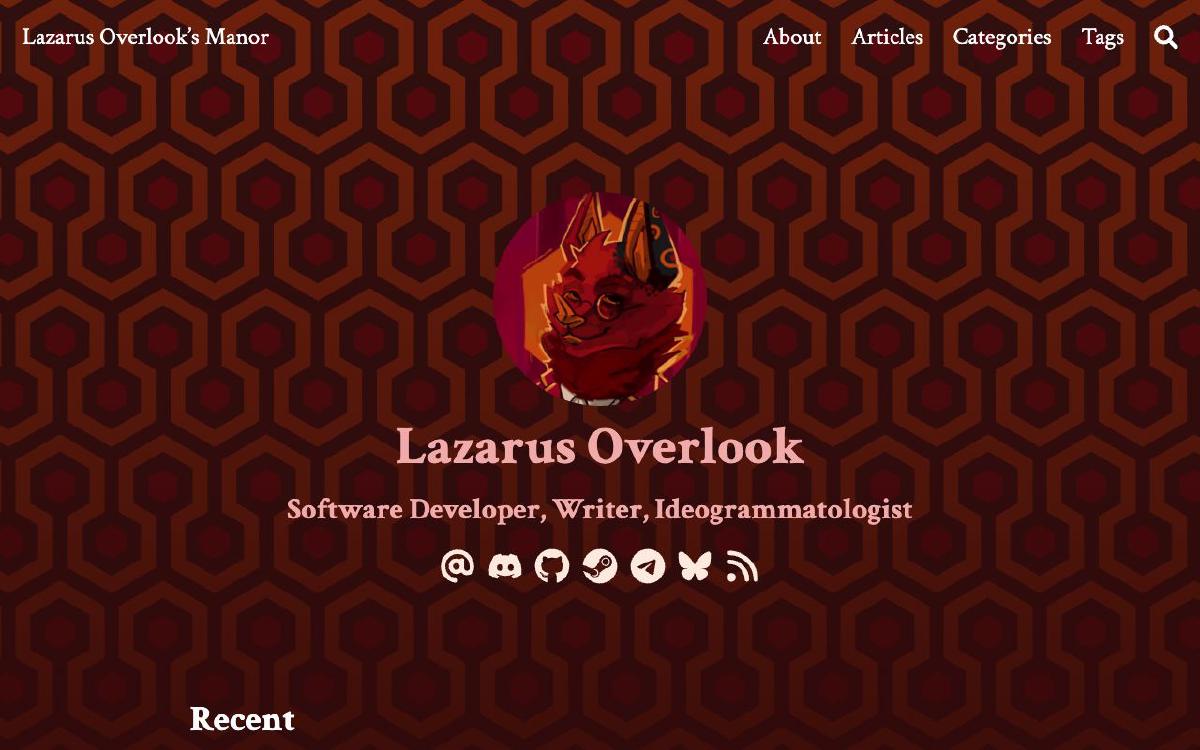 Lazarus Overlook’s Manor
About Articles Categories Tags
Lazarus Overlook
Software Developer, Writer, Ideogrammatologist
Recent